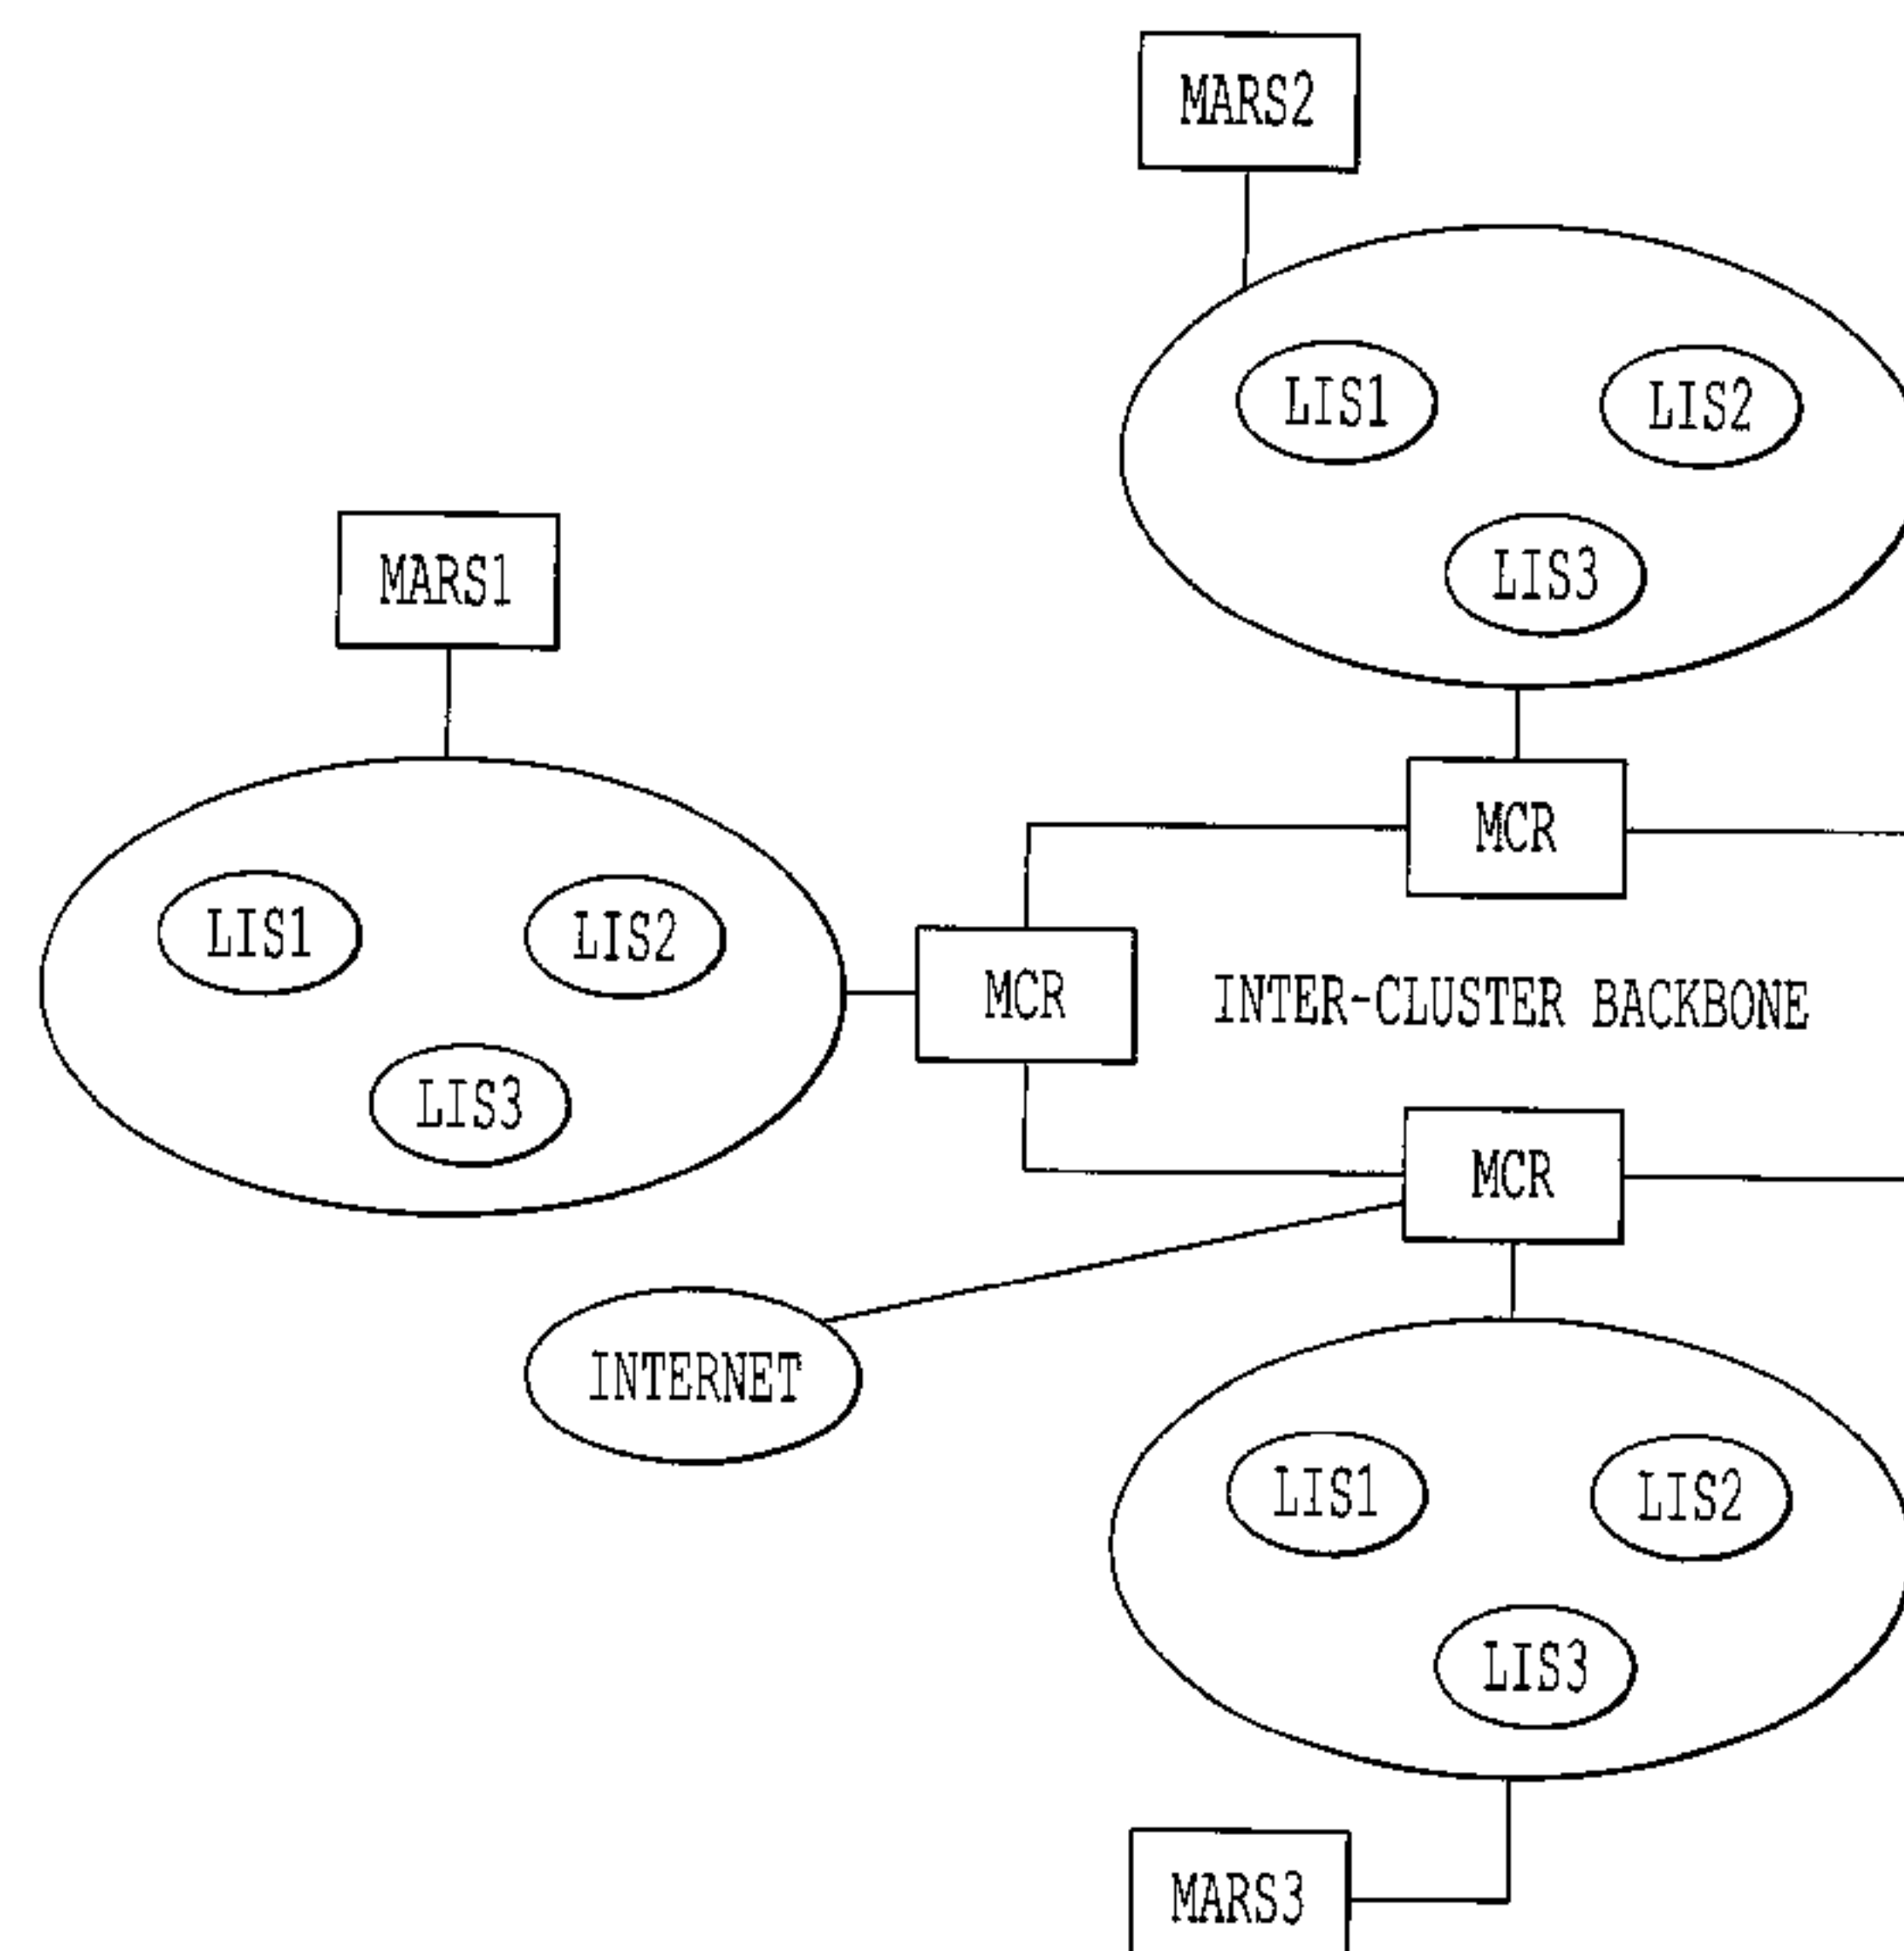 MARS2
LIS1
LIS2
LIS3
MARS1
MCR
LIS1
LIS2
MCR
INTER-CLUSTER BACKBONE
LIS3
MCR
INTERNET
LIS1
LIS2
LIS3
MARS3